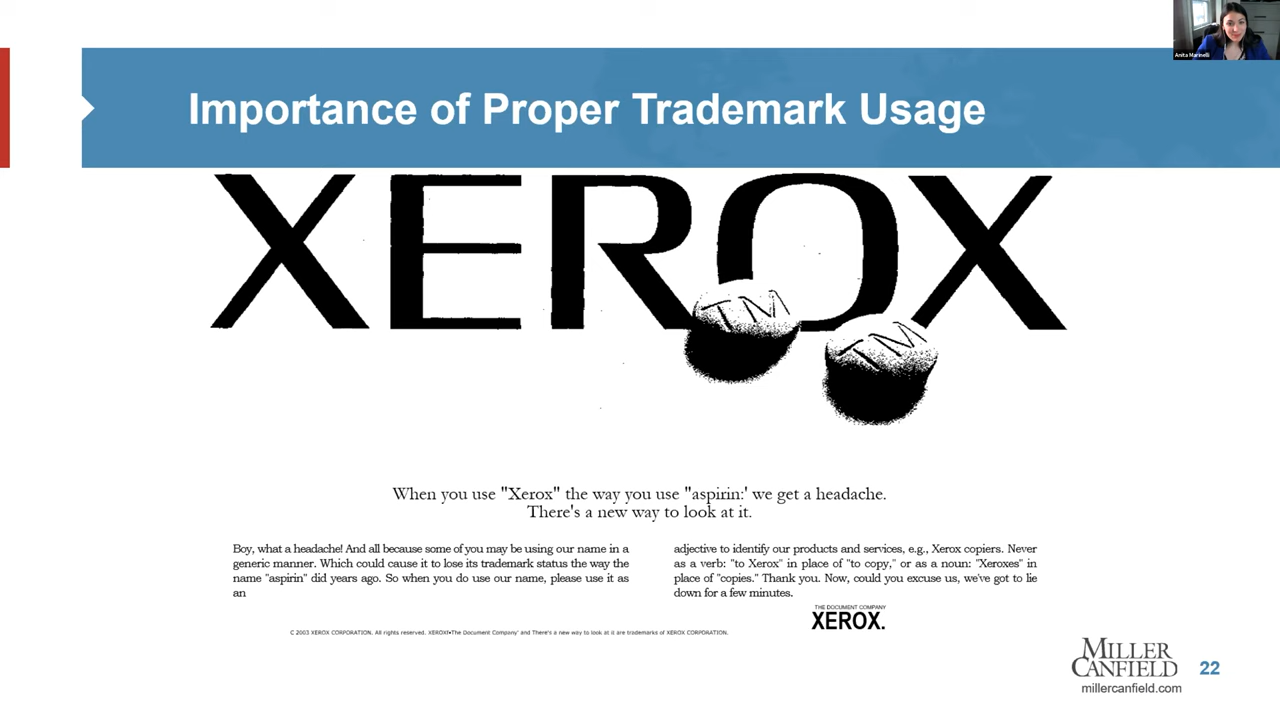 Anita Marinelli
Importance of Proper Trademark Usage
XEROX
TM
TM
When you use "Xerox" the way you use "aspirin:' we get a headache.
There's a new way to look at it.
Boy, what a headache! And all because some of you may be using our name in a
generic manner. Which could cause it to lose its trademark status the way the
name "aspirin" did years ago. So when you do use our name, please use it as
an
adjective to identify our products and services, e.g., Xerox copiers. Never
as a verb: "to Xerox" in place of "to copy," or as a noun: "Xeroxes" in
place of "copies." Thank you. Now, could you excuse us, we've got to lie
down for a few minutes.
THE DOCUMENT COMPANY
XEROX.
© 2003 XEROX CORPORATION. All rights reserved. XEROX!•The Document Company' and There's a new way to look at it are trademarks of XEROX CORPORATION.
MILLER
CANFIELD
millercanfield.com
22